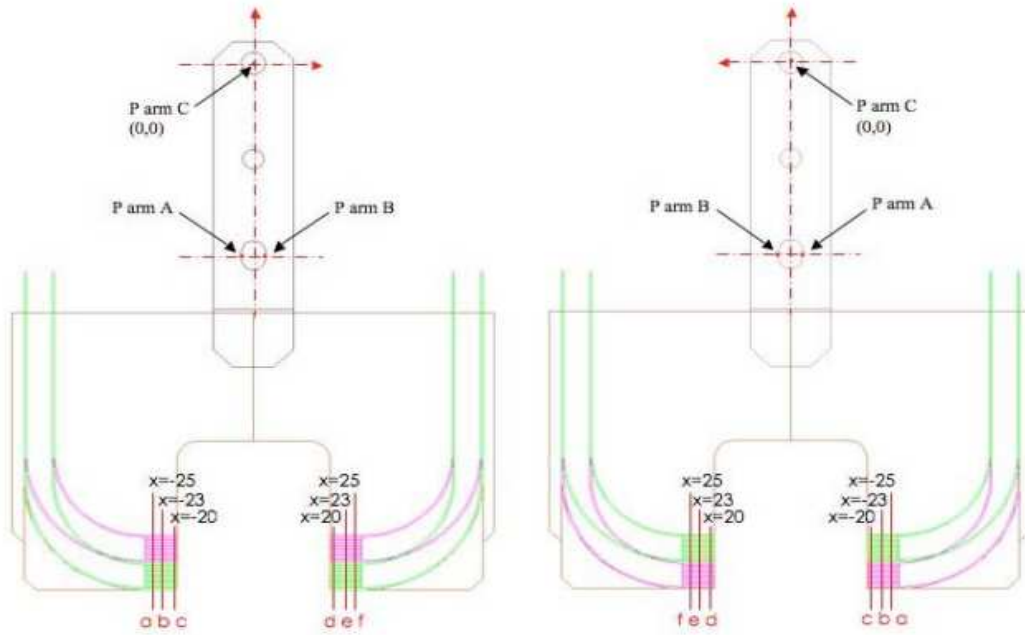 P arm C
(0,0)
P arm A
P arm B
x=-25
x=-23
x=-20
x=25
x=23
x=20
a b c
d e f
P arm C
(0,0)
P arm B
P arm A
x=25
x=23
x=20
x=-25
x=-23
x=-20
f e d
c b a